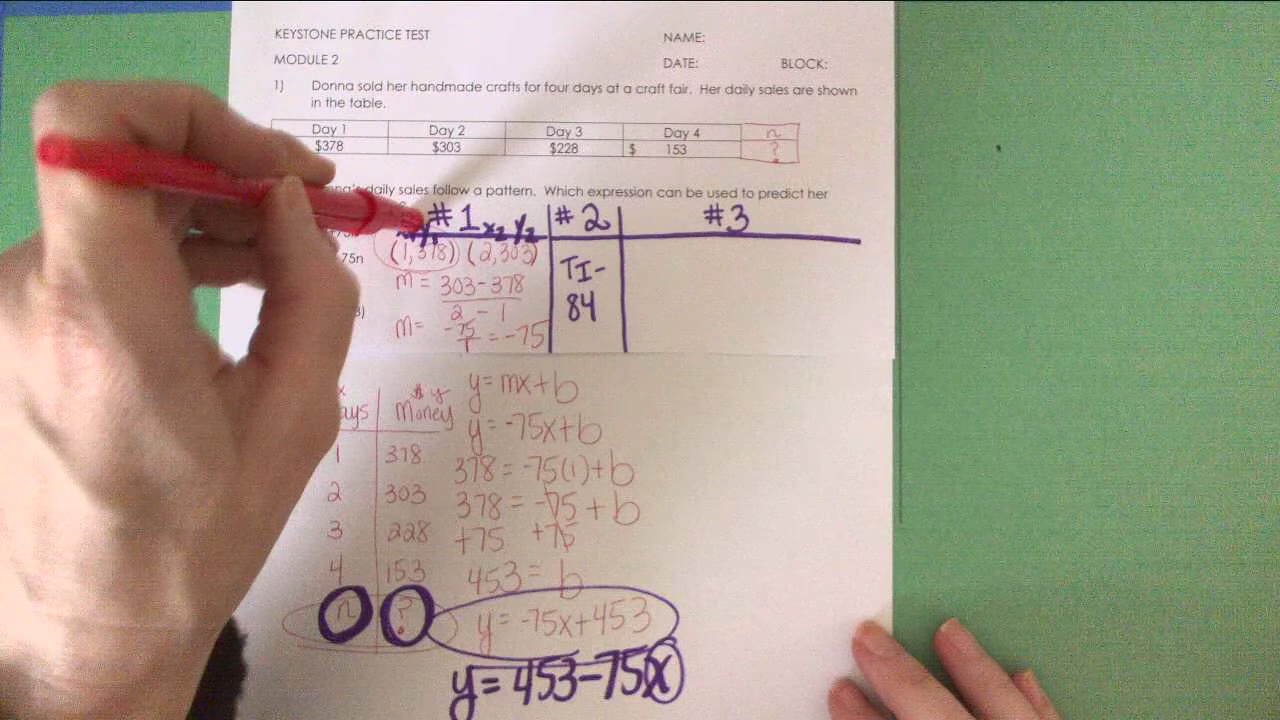 KEYSTONE PRACTICE TEST NAME:
MODULE 2 DATE: BLOCK:
1) Donna sold her handmade crafts for four days at a craft fair. Her daily sales are shown
in the table.
Day 1 Day 2 Day 3 Day 4 n
$378 $303 $228 $ 153 ?
daily sales follow a pattern. Which expression can be used to predict her
#1 x2 y2 #2 #3
75n (1,378) (2,303)
TI-
84
m = 303-378
2 - 1
m= -75
1 = -75
y = mx+b
$ y
Money
y = -75x+b
1 378
378 = -75(1)+b
2 303
378 = -75 + b
3 228
+75 +75
4 153
453 = b
n ?
y = -75x+453
y = 453-75x